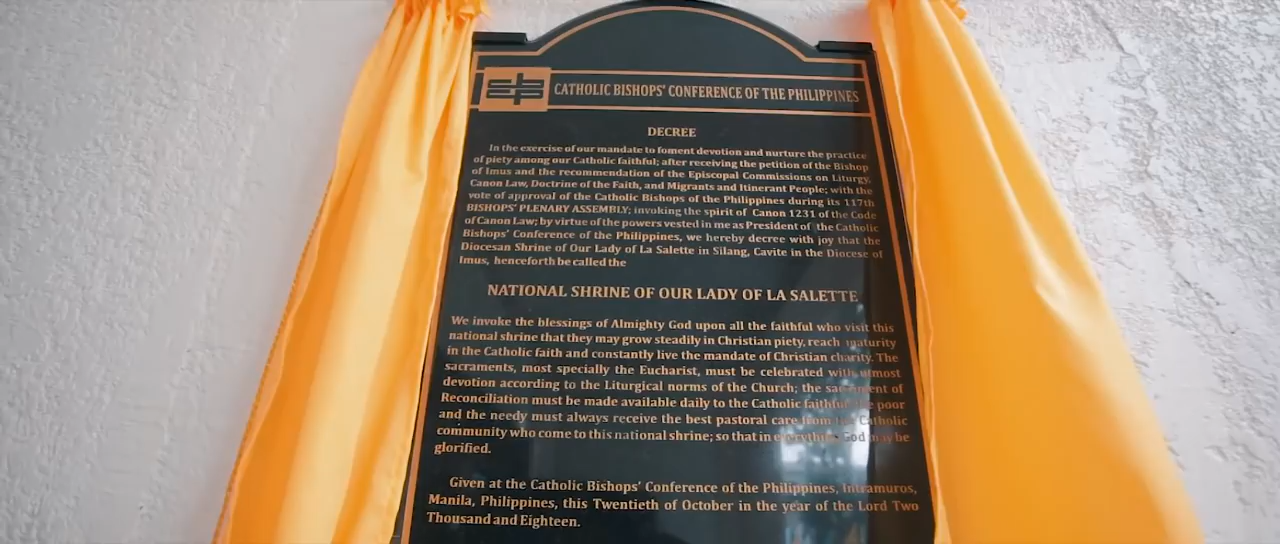 cbcp CATHOLIC BISHOPS' CONFERENCE OF THE PHILIPPINES
DECREE
In the exercise of our mandate to foment devotion and nurture the practice
of piety among our Catholic faithful; after receiving the petition of the Bishop
of Imus and the recommendation of the Episcopal Commissions on Liturgy,
Canon Law, Doctrine of the Faith, and Migrants and Itinerant People; with the
vote of approval of the Catholic Bishops of the Philippines during its 117th
BISHOPS' PLENARY ASSEMBLY; invoking the spirit of Canon 1231 of the Code
of Canon Law; by virtue of the powers vested in me as President of the Catholic
Bishops' Conference of the Philippines, we hereby decree with joy that the
Diocesan Shrine of Our Lady of La Salette in Silang, Cavite in the Diocese of
Imus, henceforth be called the
NATIONAL SHRINE OF OUR LADY OF LA SALETTE
We invoke the blessings of Almighty God upon all the faithful who visit this
national shrine that they may grow steadily in Christian piety, reach maturity
in the Catholic faith and constantly live the mandate of Christian charity. The
sacraments, most specially the Eucharist, must be celebrated with utmost
devotion according to the Liturgical norms of the Church; the sacrament of
Reconciliation must be made available daily to the Catholic faithful; the poor
and the needy must always receive the best pastoral care from the Catholic
community who come to this national shrine; so that in everything God may be
glorified.
Given at the Catholic Bishops' Conference of the Philippines, Intramuros,
Manila, Philippines, this Twentieth of October in the year of the Lord Two
Thousand and Eighteen.